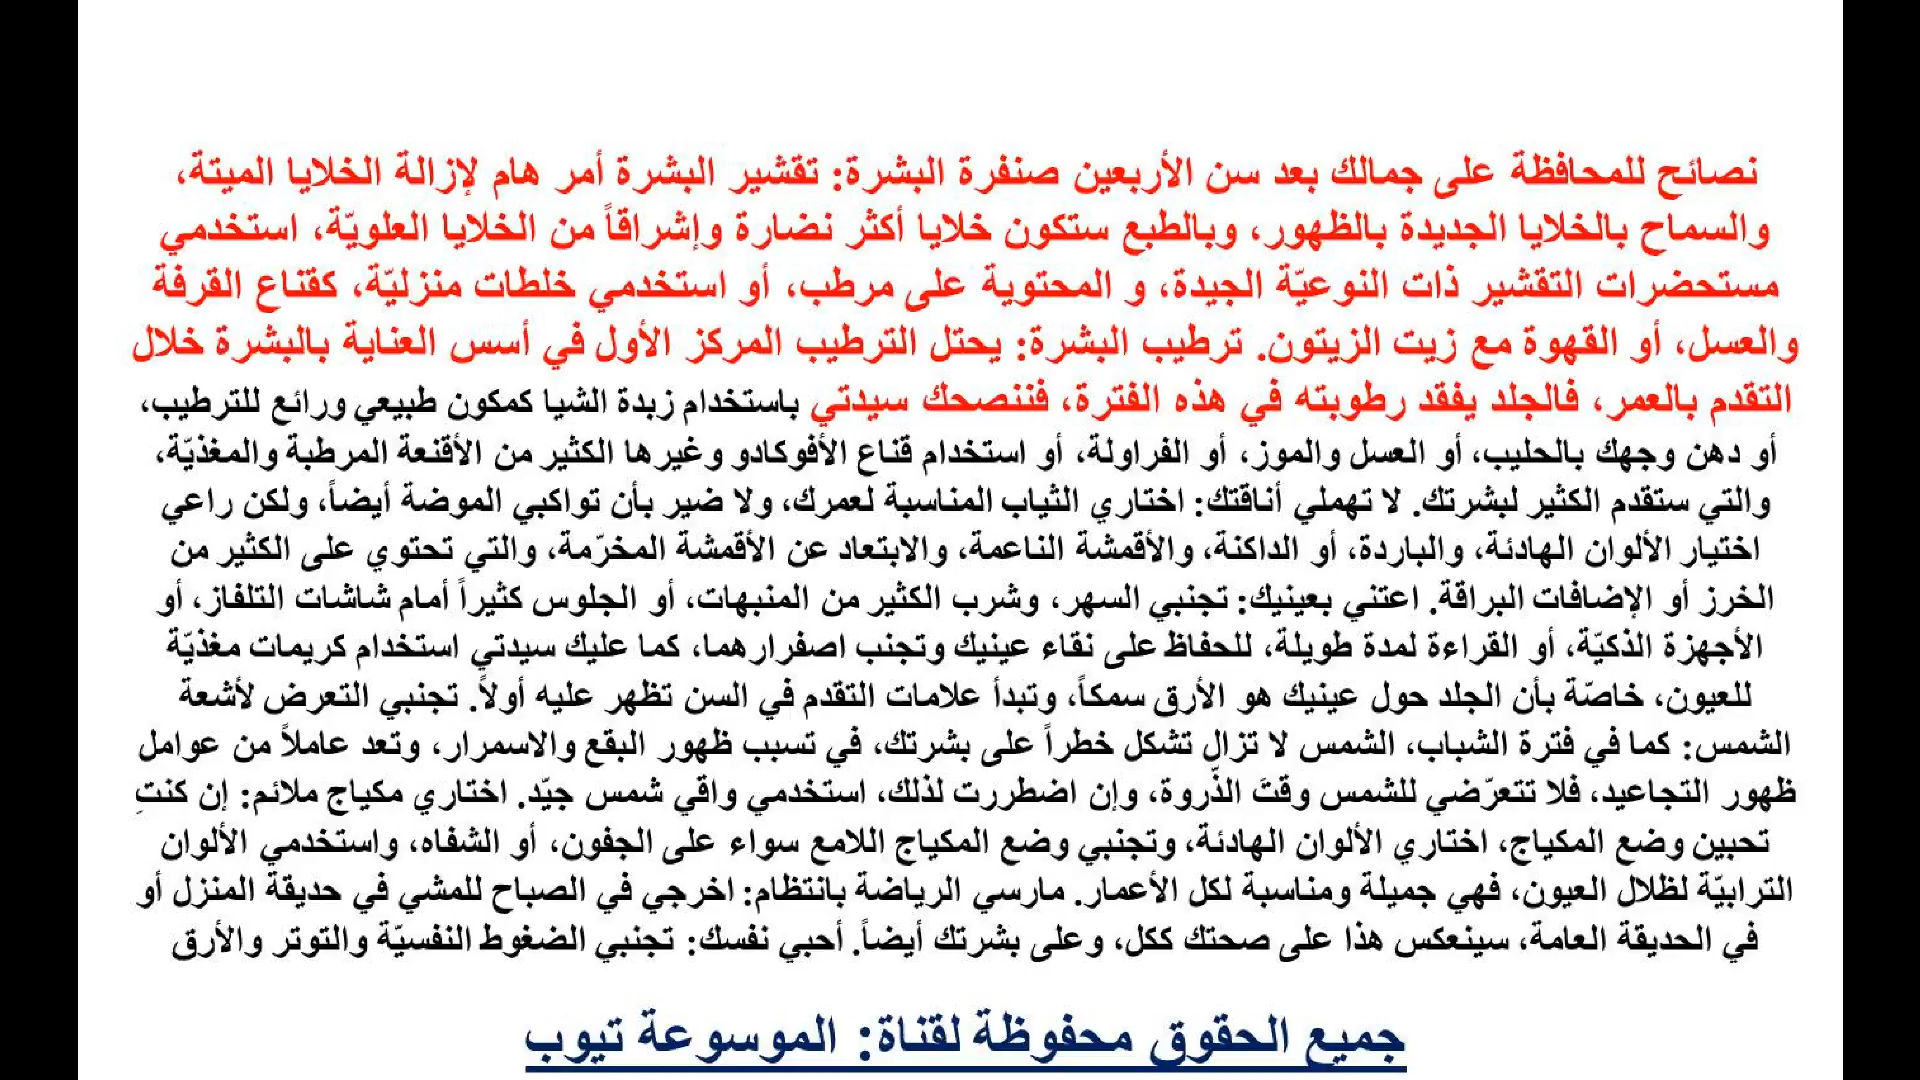 نصائح للمحافظة على جمالك بعد سن الأربعين صنفرة البشرة: تقشير البشرة أمر هام لإزالة الخلايا الميتة،
والسماح بالخلايا الجديدة بالظهور، وبالطبع ستكون خلايا أكثر نضارة وإشراقاً من الخلايا العلويّة، استخدمي
مستحضرات التقشير ذات النوعيّة الجيدة، و المحتوية على مرطب، أو استخدمي خلطات منزليّة، كقناع القرفة
والعسل، أو القهوة مع زيت الزيتون. ترطيب البشرة: يحتل الترطيب المركز الأول في أسس العناية بالبشرة خلال
التقدم بالعمر، فالجلد يفقد رطوبته في هذه الفترة، فننصحك سيدتي باستخدام زبدة الشيا كمكون طبيعي ورائع للترطيب،
أو دهن وجهك بالحليب، أو العسل والموز، أو الفراولة، أو استخدام قناع الأفوكادو وغيرها الكثير من الأقنعة المرطبة والمغذيّة،
والتي ستقدم الكثير لبشرتك. لا تهملي أناقتك: اختاري الثياب المناسبة لعمرك، ولا ضير بأن تواكبي الموضة أيضاً، ولكن راعي
اختيار الألوان الهادئة، والباردة، أو الداكنة، والأقمشة الناعمة، والابتعاد عن الأقمشة المخرّمة، والتي تحتوي على الكثير من
الخرز أو الإضافات البراقة. اعتني بعينيك: تجنبي السهر، وشرب الكثير من المنبهات، أو الجلوس كثيراً أمام شاشات التلفاز، أو
الأجهزة الذكيّة، أو القراءة لمدة طويلة، للحفاظ على نقاء عينيك وتجنب اصفرارهما، كما عليك سيدتي استخدام كريمات مغذيّة
للعيون، خاصّة بأن الجلد حول عينيك هو الأرق سمكاً، وتبدأ علامات التقدم في السن تظهر عليه أولاً. تجنبي التعرض لأشعة
الشمس: كما في فترة الشباب، الشمس لا تزال تشكل خطراً على بشرتك، في تسبب ظهور البقع والاسمرار، وتعد عاملاً من عوامل
ظهور التجاعيد، فلا تتعرّضي للشمس وقتَ الذّروة، وإن اضطررت لذلك، استخدمي واقي شمس جيّد. اختاري مكياج ملائم: إن كنتِ
تحبين وضع المكياج، اختاري الألوان الهادئة، وتجنبي وضع المكياج اللامع سواء على الجفون، أو الشفاه، واستخدمي الألوان
الترابيّة لظلال العيون، فهي جميلة ومناسبة لكل الأعمار. مارسي الرياضة بانتظام: اخرجي في الصباح للمشي في حديقة المنزل أو
في الحديقة العامة، سينعكس هذا على صحتك ككل، وعلى بشرتك أيضاً. أحبي نفسك: تجنبي الضغوط النفسيّة والتوتر والأرق
جميع الحقوق محفوظة لقناة: الموسوعة تيوب